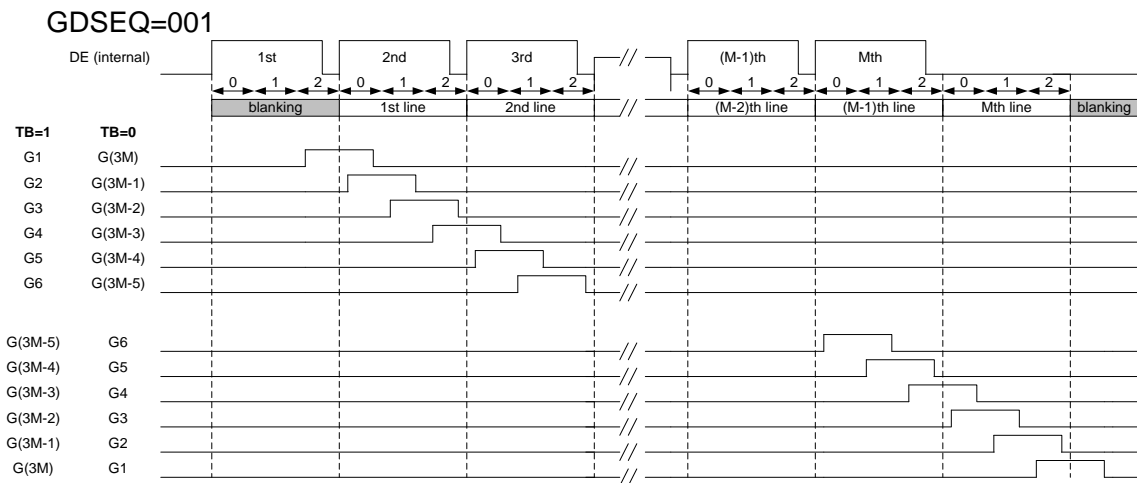 GDSEQ=001
DE (internal) 1st 2nd 3rd // (M-1)th Mth
0 1 2 0 1 2 0 1 2 0 1 2 0 1 2 0 1 2
blanking 1st line 2nd line // (M-2)th line (M-1)th line Mth line blanking
TB=1 TB=0
G1 G(3M) //
G2 G(3M-1) //
G3 G(3M-2) //
G4 G(3M-3) //
G5 G(3M-4) //
G6 G(3M-5) //
G(3M-5) G6 //
G(3M-4) G5 //
G(3M-3) G4 //
G(3M-2) G3 //
G(3M-1) G2 //
G(3M) G1 //